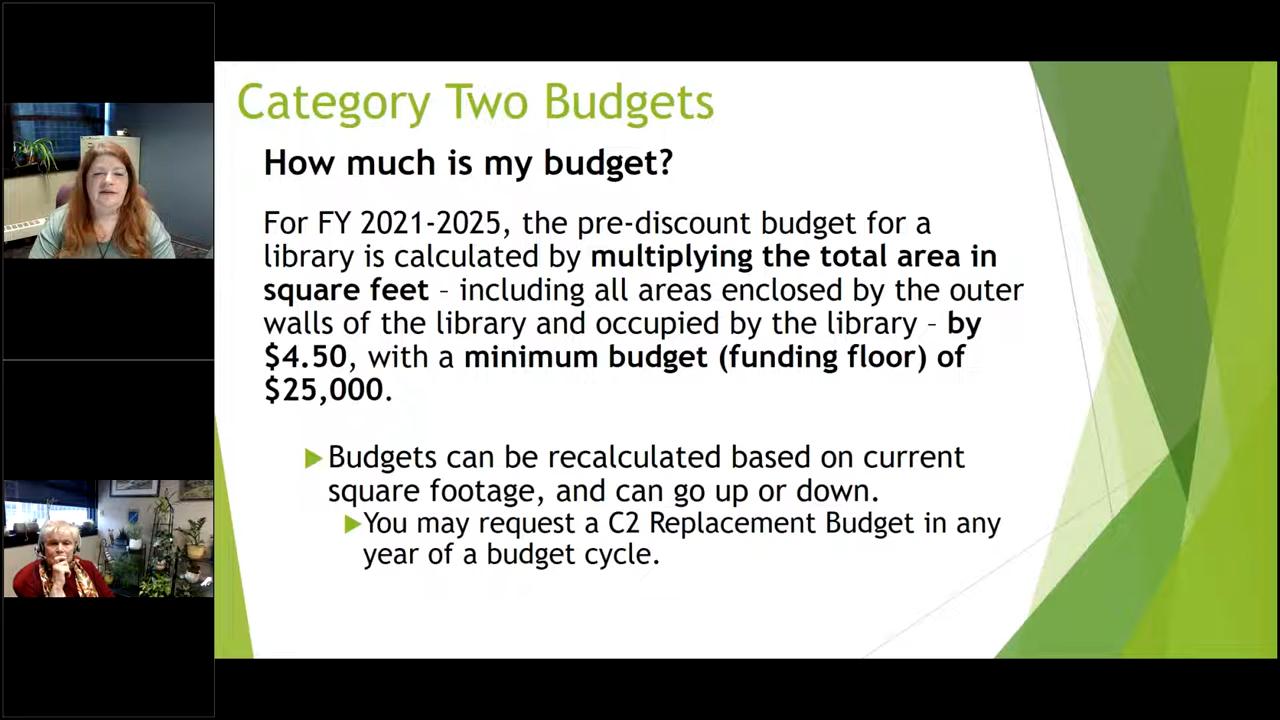 Category Two Budgets
How much is my budget?
For FY 2021-2025, the pre-discount budget for a
library is calculated by multiplying the total area in
square feet – including all areas enclosed by the outer
walls of the library and occupied by the library – by
$4.50, with a minimum budget (funding floor) of
$25,000.
Budgets can be recalculated based on current
square footage, and can go up or down.
You may request a C2 Replacement Budget in any
year of a budget cycle.